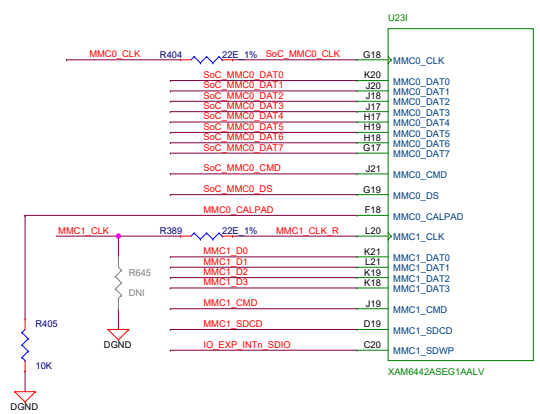 U23I
MMC0_CLK R404 22E_1% SoC_MMC0_CLK G18 MMC0_CLK
SoC_MMC0_DAT0 K20 MMC0_DAT0
SoC_MMC0_DAT1 J20 MMC0_DAT1
SoC_MMC0_DAT2 J18 MMC0_DAT2
SoC_MMC0_DAT3 J17 MMC0_DAT3
SoC_MMC0_DAT4 H17 MMC0_DAT4
SoC_MMC0_DAT5 H19 MMC0_DAT5
SoC_MMC0_DAT6 H18 MMC0_DAT6
SoC_MMC0_DAT7 G17 MMC0_DAT7
SoC_MMC0_CMD J21 MMC0_CMD
SoC_MMC0_DS G19 MMC0_DS
MMC0_CALPAD F18 MMC0_CALPAD
MMC1_CLK R389 22E_1% MMC1_CLK_R L20 MMC1_CLK
MMC1_D0 K21 MMC1_DAT0
MMC1_D1 L21 MMC1_DAT1
MMC1_D2 K19 MMC1_DAT2
MMC1_D3 K18 MMC1_DAT3
R645
DNI
MMC1_CMD J19 MMC1_CMD
R405
MMC1_SDCD D19 MMC1_SDCD
DGND
IO_EXP_INTn_SDIO C20 MMC1_SDWP
10K
XAM6442ASEG1AALV
DGND